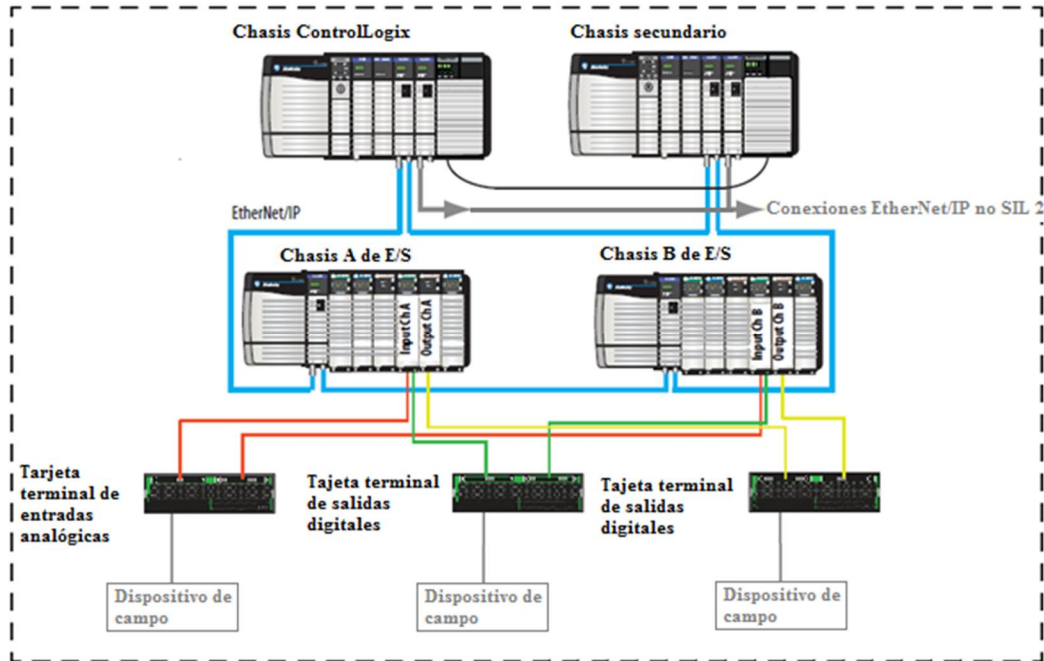 Chasis ControlLogix
Chasis secundario
EtherNet/IP
Conexiones EtherNet/IP no SIL 2
Chasis A de E/S
Chasis B de E/S
Input Ch A
Output Ch A
Input Ch B
Output Ch B
Tarjeta
terminal de
entradas
analógicas
Tajeta terminal
de salidas
digitales
Tajeta terminal
de salidas
digitales
Dispositivo de
campo
Dispositivo de
campo
Dispositivo de
campo